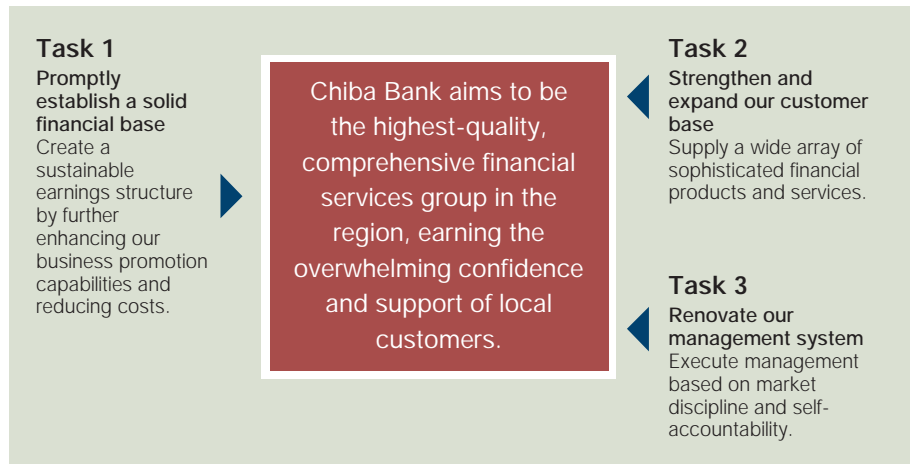 Task 1
Promptly
establish a solid
financial base
Create a
sustainable
earnings structure
by further
enhancing our
business promotion
capabilities and
reducing costs.
Chiba Bank aims to be
the highest-quality,
comprehensive financial
services group in the
region, earning the
overwhelming confidence
and support of local
customers.
Task 2
Strengthen and
expand our customer
base
Supply a wide array of
sophisticated financial
products and services.
Task 3
Renovate our
management system
Execute management
based on market
discipline and self-
accountability.